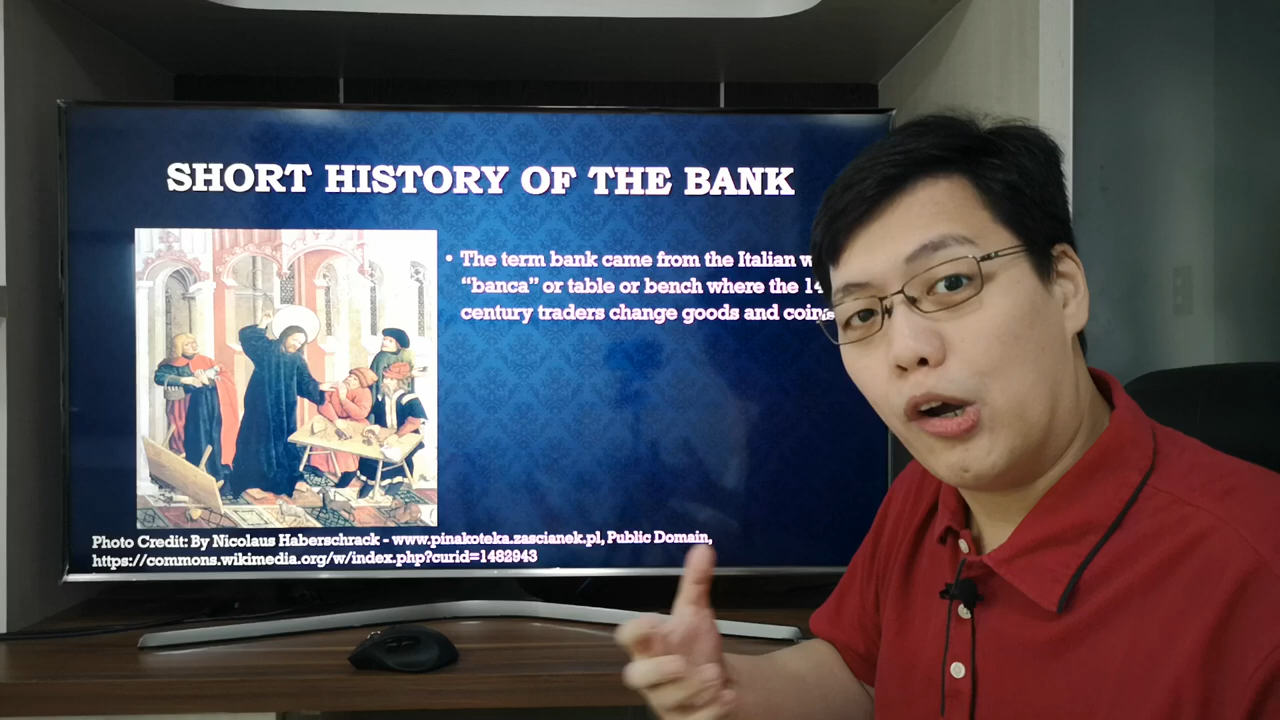 SHORT HISTORY OF THE BANK
• The term bank came from the Italian
“banca” or table or bench where the 14
century traders change goods and coins
Photo Credit: By Nicolaus Haberschrack - www.pinakoteka.zascianek.pl, Public Domain,
https://commons.wikimedia.org/w/index.php?curid=1482943